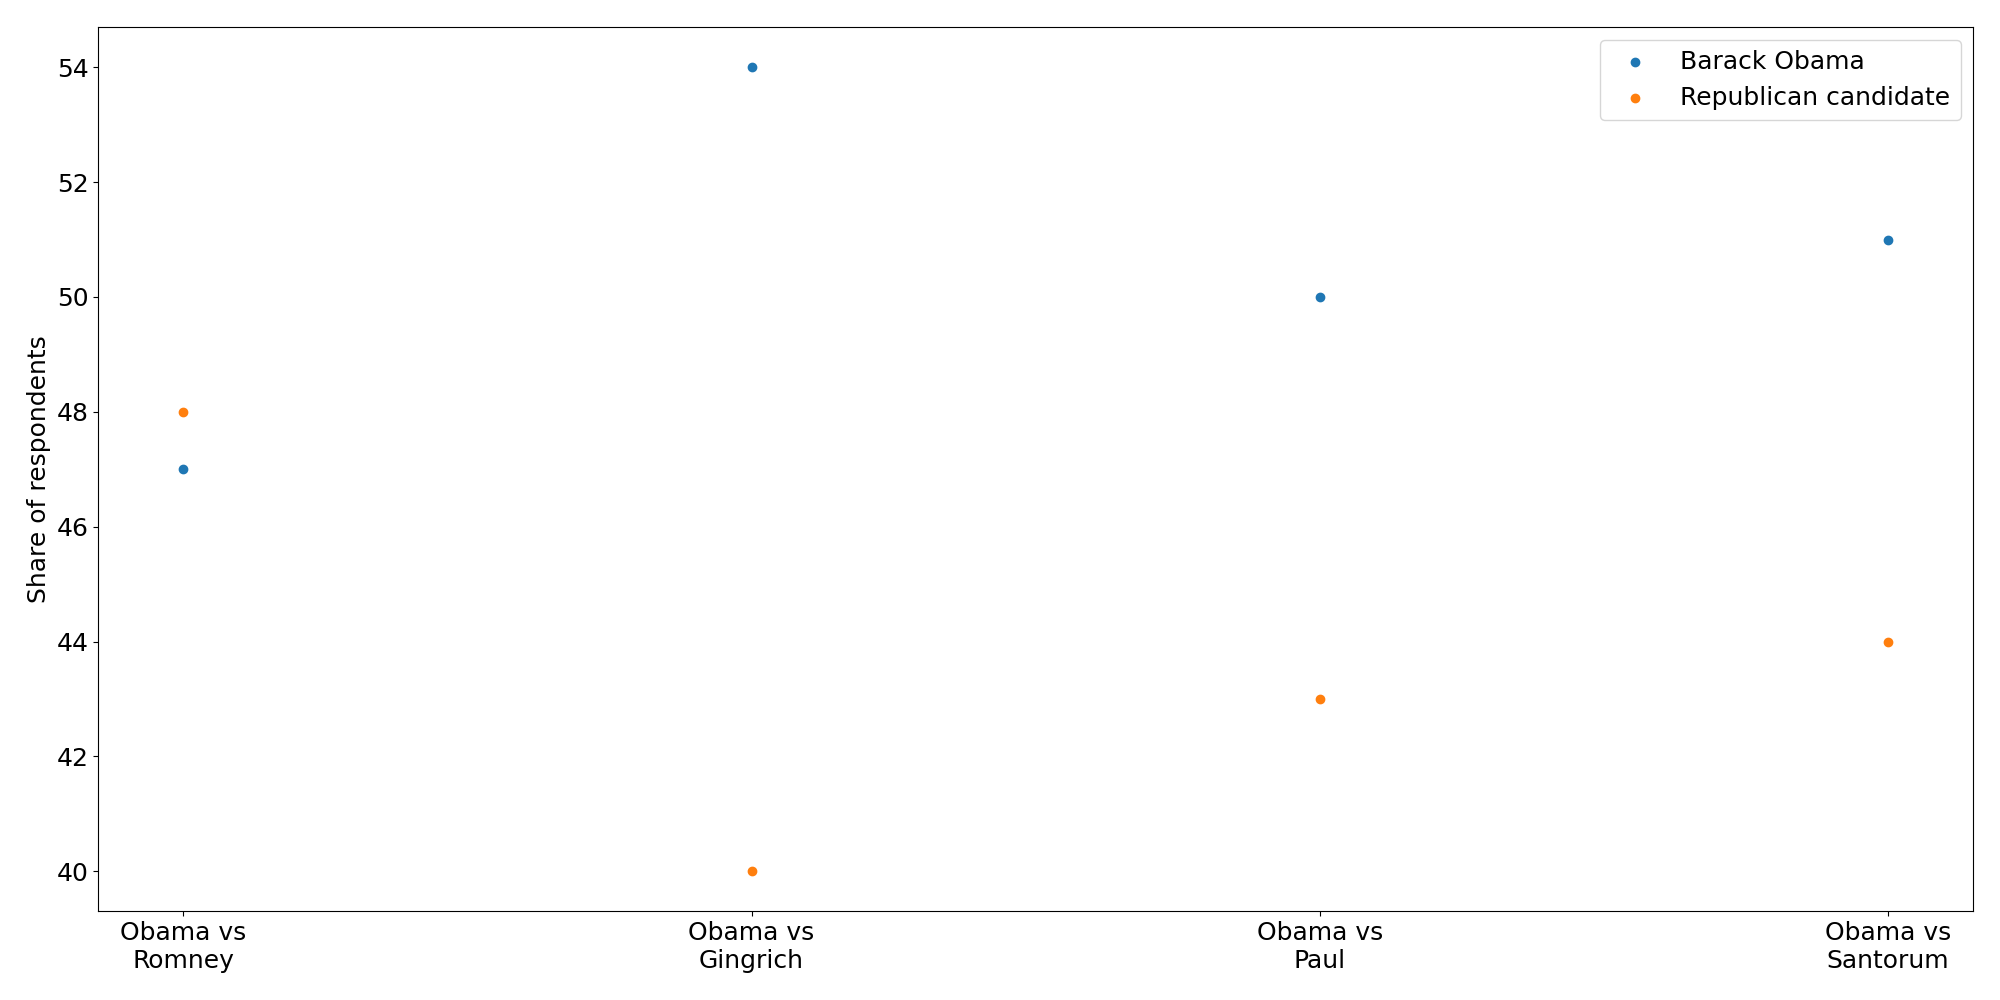 Barack Obama
Republican candidate
Share of respondents
54
52
50
48
46
44
42
40
Obama vs
Romney
Obama vs
Gingrich
Obama vs
Paul
Obama vs
Santorum